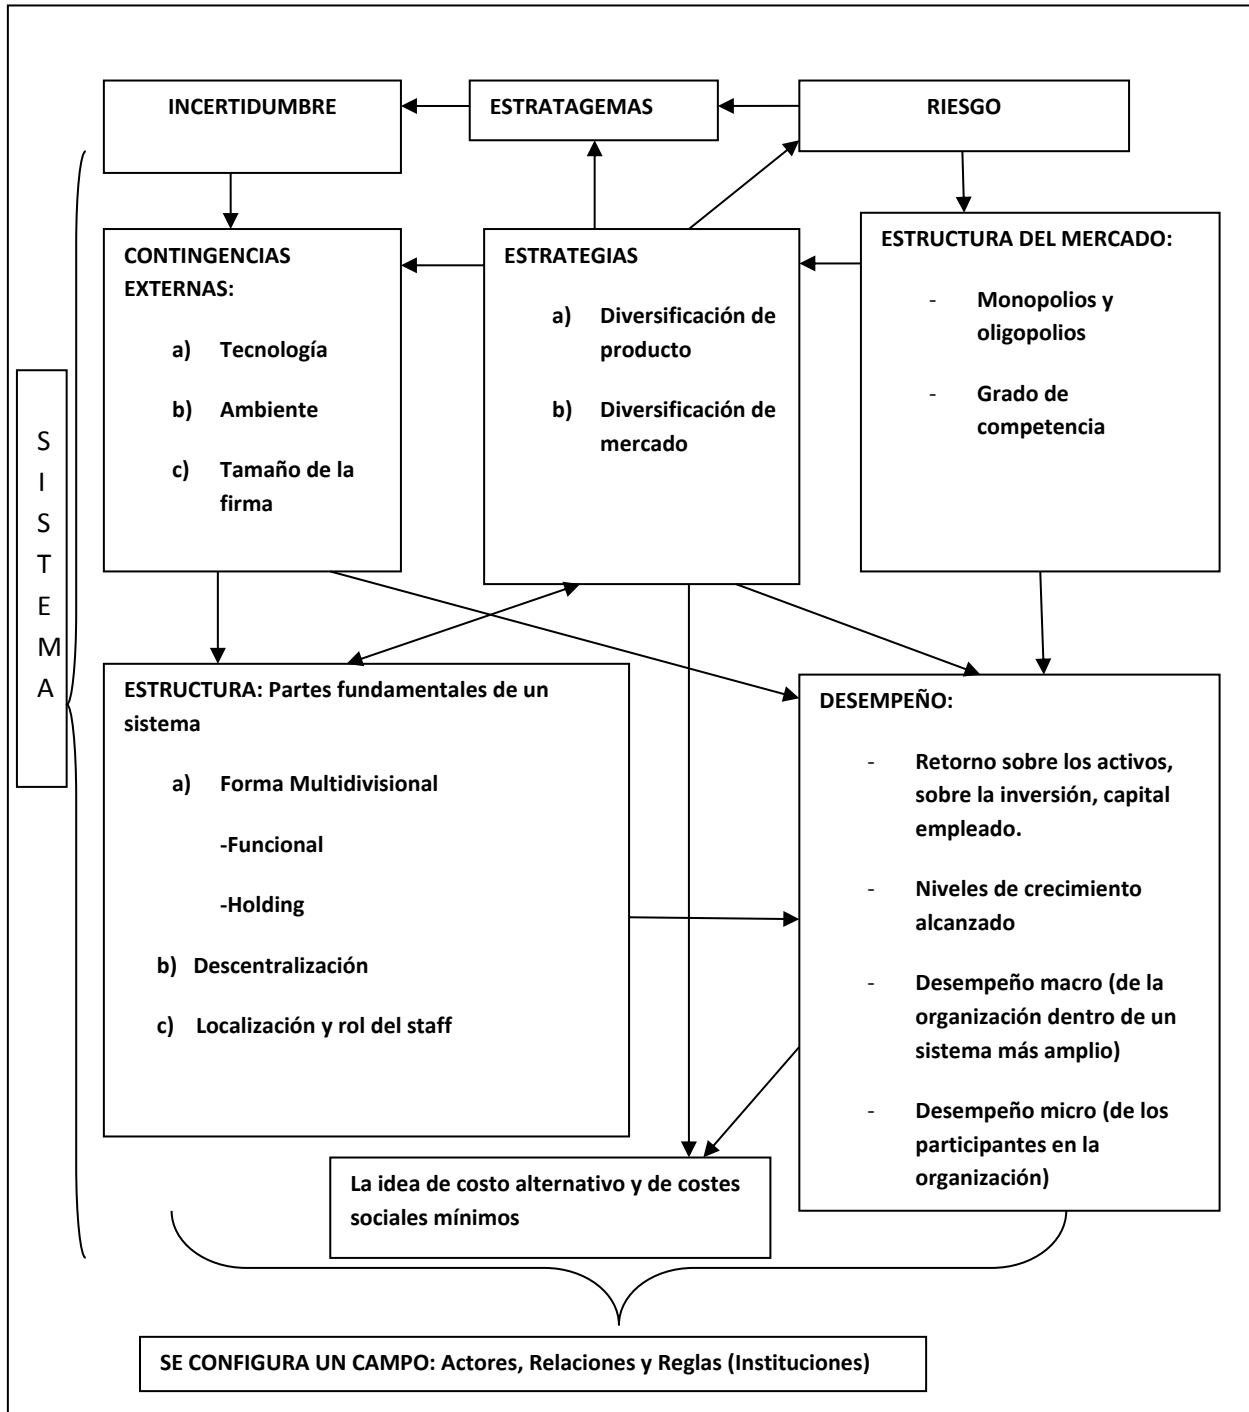 INCERTIDUMBRE
ESTRATAGEMAS
RIESGO
S
I
S
T
E
M
A
CONTINGENCIAS
EXTERNAS:
a) Tecnología
b) Ambiente
c) Tamaño de la
firma
ESTRATEGIAS
a) Diversificación de
producto
b) Diversificación de
mercado
ESTRUCTURA DEL MERCADO:
- Monopolios y
oligopolios
- Grado de
competencia
ESTRUCTURA: Partes fundamentales de un
sistema
a) Forma Multidivisional
-Funcional
-Holding
b) Descentralización
c) Localización y rol del staff
DESEMPEÑO:
- Retorno sobre los activos,
sobre la inversión, capital
empleado.
- Niveles de crecimiento
alcanzado
- Desempeño macro (de la
organización dentro de un
sistema más amplio)
- Desempeño micro (de los
participantes en la
organización)
La idea de costo alternativo y de costes
sociales mínimos
SE CONFIGURA UN CAMPO: Actores, Relaciones y Reglas (Instituciones)